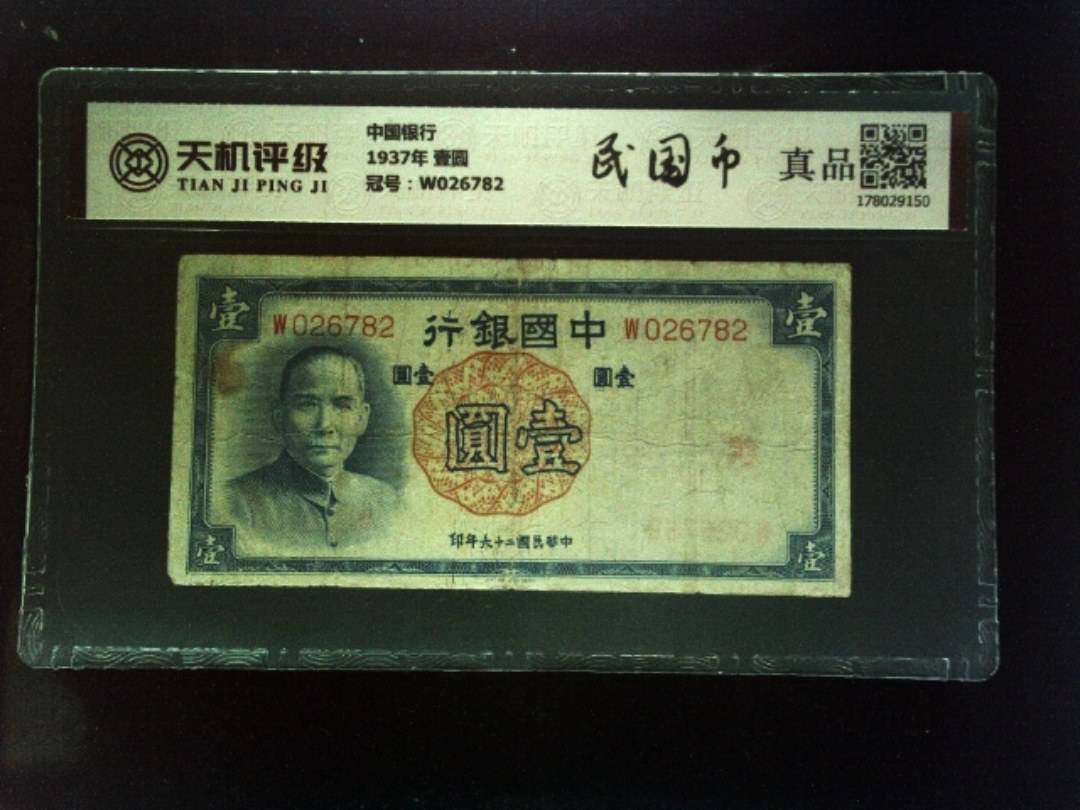 天机评级
TIAN JI PING JI
中国银行
1937年 壹圆
冠号：W026782
民国币
真品
178029150
壹
壹
W026782
行銀國中
W026782
圓壹
圓壹
圓壹
印年六十二國民華中
壹
壹